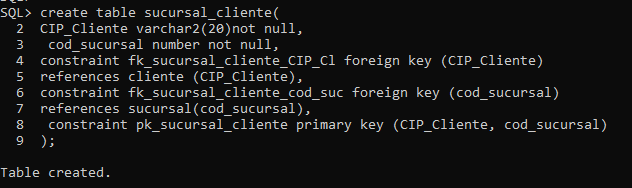 SQL> create table sucursal_cliente(
  2  CIP_Cliente varchar2(20)not null,
  3   cod_sucursal number not null,
  4  constraint fk_sucursal_cliente_CIP_Cl foreign key (CIP_Cliente)
  5  references cliente (CIP_Cliente),
  6  constraint fk_sucursal_cliente_cod_suc foreign key (cod_sucursal)
  7  references sucursal(cod_sucursal),
  8   constraint pk_sucursal_cliente primary key (CIP_Cliente, cod_sucursal)
  9  );
Table created.